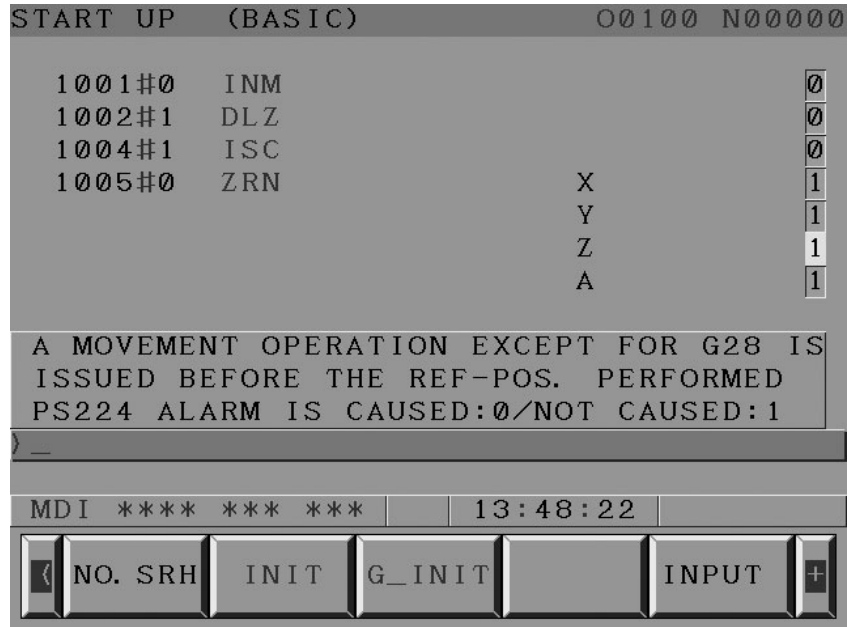 START UP (BASIC) O0100 N00000
1001#0 INM 0
1002#1 DLZ 0
1004#1 ISC 0
1005#0 ZRN X 1
Y 1
Z 1
A 1
A MOVEMENT OPERATION EXCEPT FOR G28 IS
ISSUED BEFORE THE REF-POS. PERFORMED
PS224 ALARM IS CAUSED:0/NOT CAUSED:1
)_
MDI **** *** *** 13:48:22
( NO. SRH INIT G_INIT INPUT +